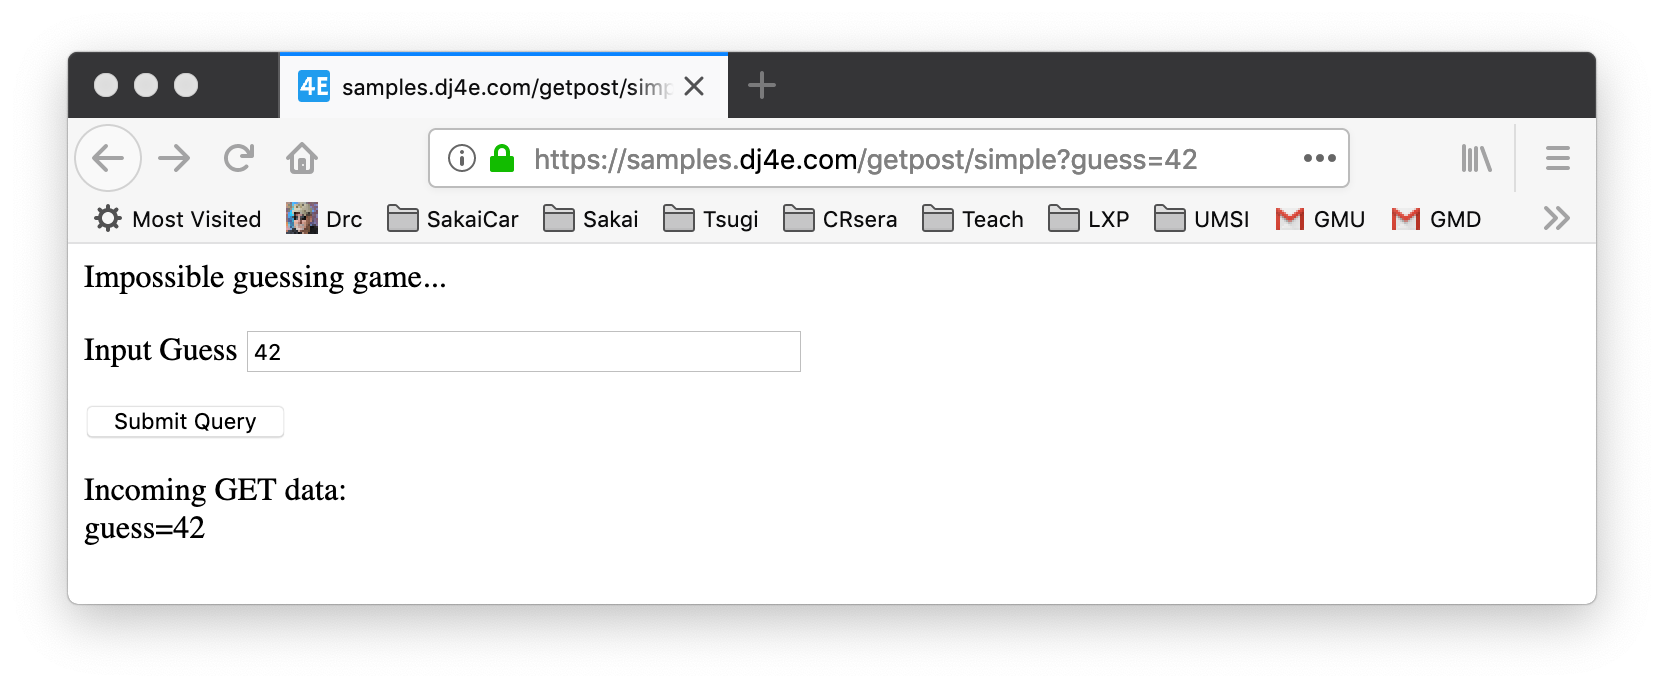 4E samples.dj4e.com/getpost/simp
https://samples.dj4e.com/getpost/simple?guess=42
Most Visited Drc SakaiCar Sakai Tsugi CRsera Teach LXP UMSI GMU GMD
Impossible guessing game...
Input Guess 42
Submit Query
Incoming GET data:
guess=42